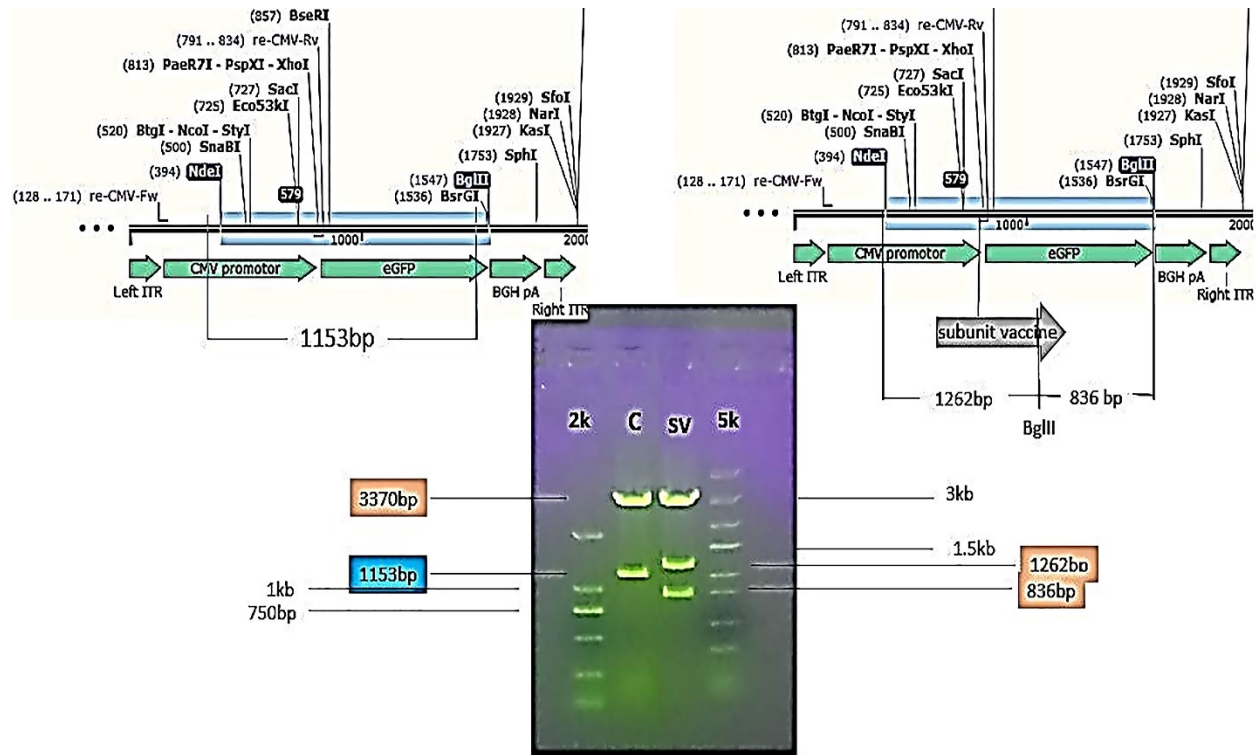 (857) BseRI
(791 .. 834) re-CMV-Rv
(813) PaeR7I - PspXI - XhoI
(727) SacI
(725) Eco53kI
(520) BtgI - NcoI - StyI
(500) SnaBI
(394) NdeI
(128 .. 171) re-CMV-Fw
579
(1929) SfoI
(1928) NarI
(1927) KasI
(1753) SphI
(1547) BglII
(1536) BsrGI
1000
2000
Left ITR
CMV promotor
eGFP
BGH pA
Right ITR
1153bp
(791 .. 834) re-CMV-Rv
(813) PaeR7I - PspXI - XhoI
(727) SacI
(725) Eco53kI
(520) BtgI - NcoI - StyI
(500) SnaBI
(394) NdeI
(128 .. 171) re-CMV-Fw
579
(1929) SfoI
(1928) NarI
(1927) KasI
(1753) SphI
(1547) BglII
(1536) BsrGI
1000
2000
Left ITR
CMV promotor
eGFP
BGH pA
Right ITR
subunit vaccine
1262bp
836 bp
BglII
2k
C
SV
5k
3370bp
1153bp
1kb
750bp
3kb
1.5kb
1262bp
836bp